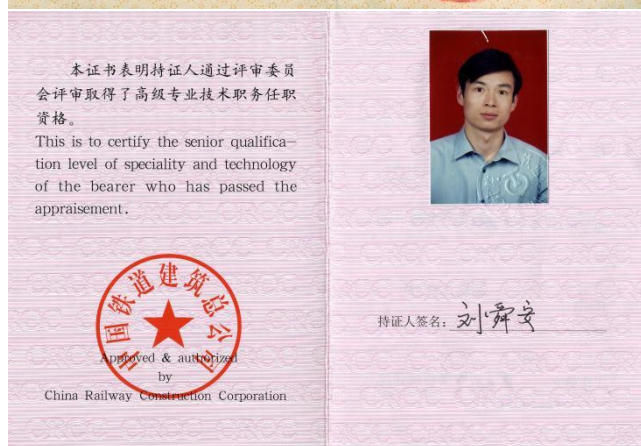 本证书表明持证人通过评审委员
会评审取得了高级专业技术职务任职
资格。
This is to certify the senior qualifica–
tion level of speciality and technology
of the bearer who has passed the
appraisement.
中国铁道建筑总公司
Approved & authorized
by
China Railway Construction Corporation
持证人签名：刘舜安